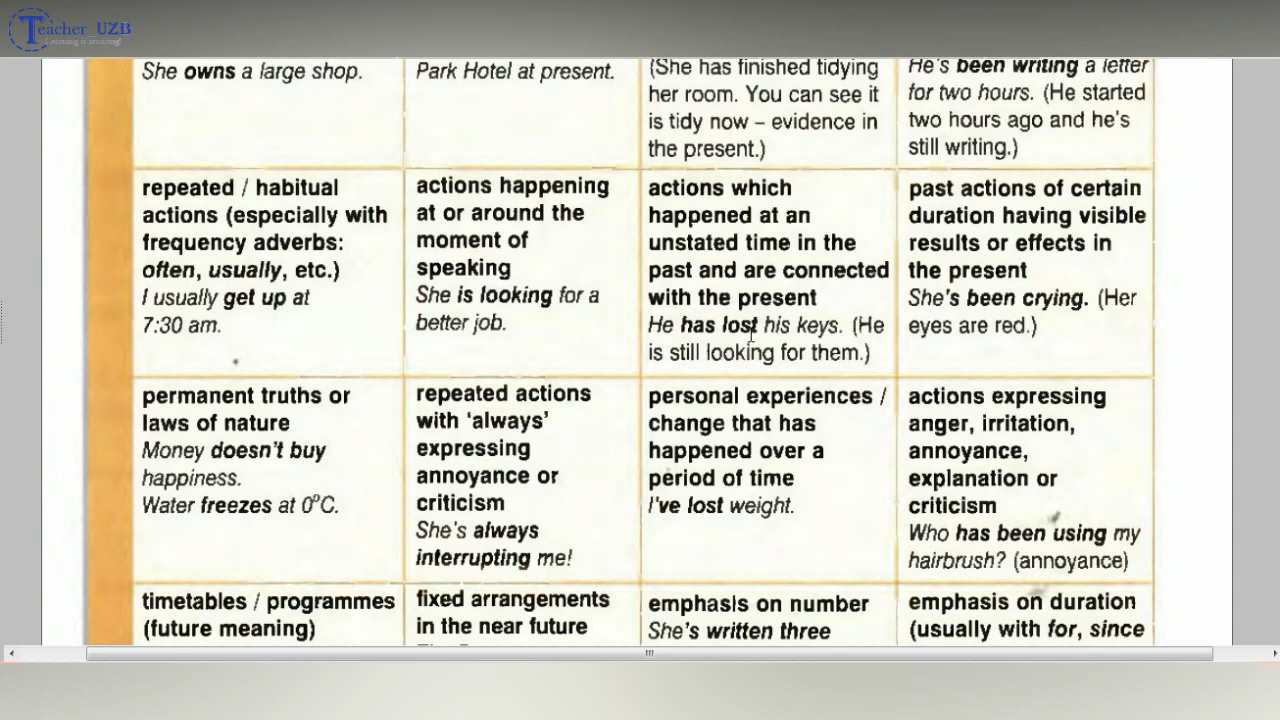 Teacher_UZB
Learning is amazing!
She owns a large shop.
Park Hotel at present.
(She has finished tidying
her room. You can see it
is tidy now – evidence in
the present.)
He's been writing a letter
for two hours. (He started
two hours ago and he's
still writing.)
repeated / habitual
actions (especially with
frequency adverbs:
often, usually, etc.)
I usually get up at
7:30 am.
actions happening
at or around the
moment of
speaking
She is looking for a
better job.
actions which
happened at an
unstated time in the
past and are connected
with the present
He has lost his keys. (He
is still looking for them.)
past actions of certain
duration having visible
results or effects in
the present
She's been crying. (Her
eyes are red.)
permanent truths or
laws of nature
Money doesn't buy
happiness.
Water freezes at 0°C.
repeated actions
with 'always'
expressing
annoyance or
criticism
She's always
interrupting me!
personal experiences /
change that has
happened over a
period of time
I've lost weight.
actions expressing
anger, irritation,
annoyance,
explanation or
criticism
Who has been using my
hairbrush? (annoyance)
timetables / programmes
(future meaning)
fixed arrangements
in the near future
emphasis on number
She's written three
emphasis on duration
(usually with for, since